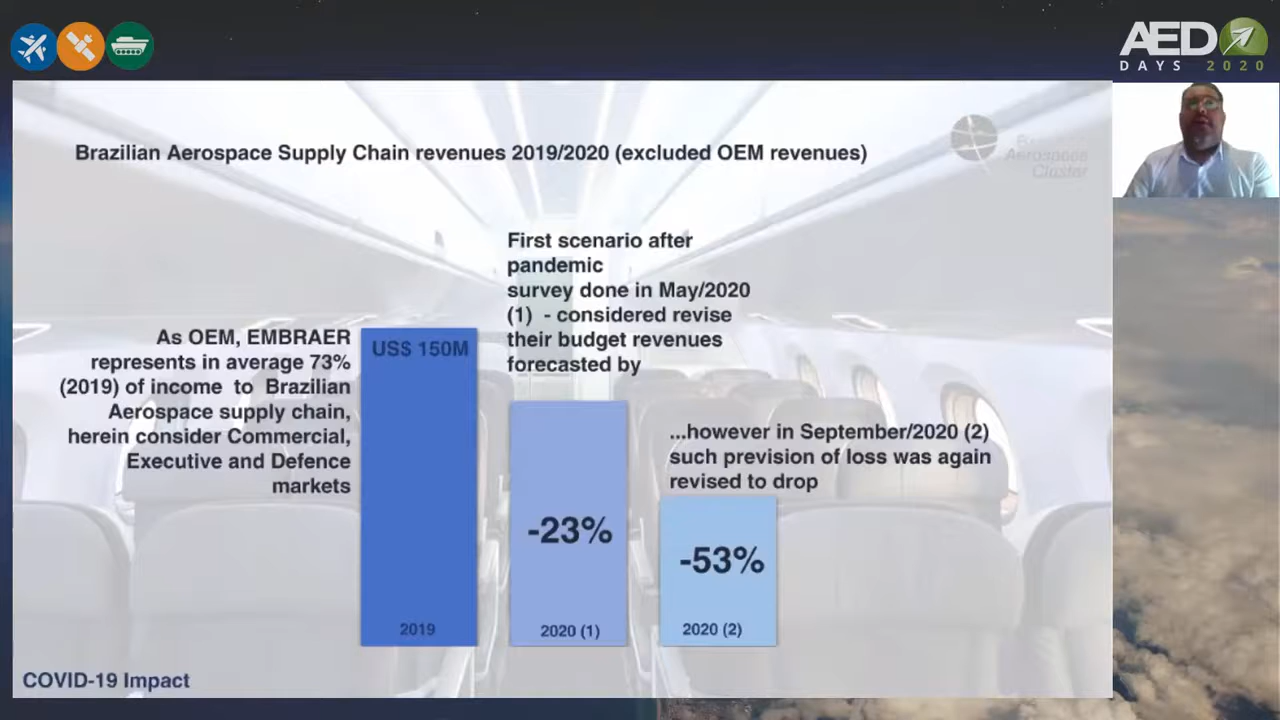 AED
DAYS 2020
Brazilian Aerospace Supply Chain revenues 2019/2020 (excluded OEM revenues)
Aerospace
Cluster
First scenario after
pandemic
survey done in May/2020
(1) - considered revise
their budget revenues
forecasted by
As OEM, EMBRAER
represents in average 73%
(2019) of income to Brazilian
Aerospace supply chain,
herein consider Commercial,
Executive and Defence
markets
US$ 150M
2019
-23%
2020 (1)
...however in September/2020 (2)
such prevision of loss was again
revised to drop
-53%
2020 (2)
COVID-19 Impact